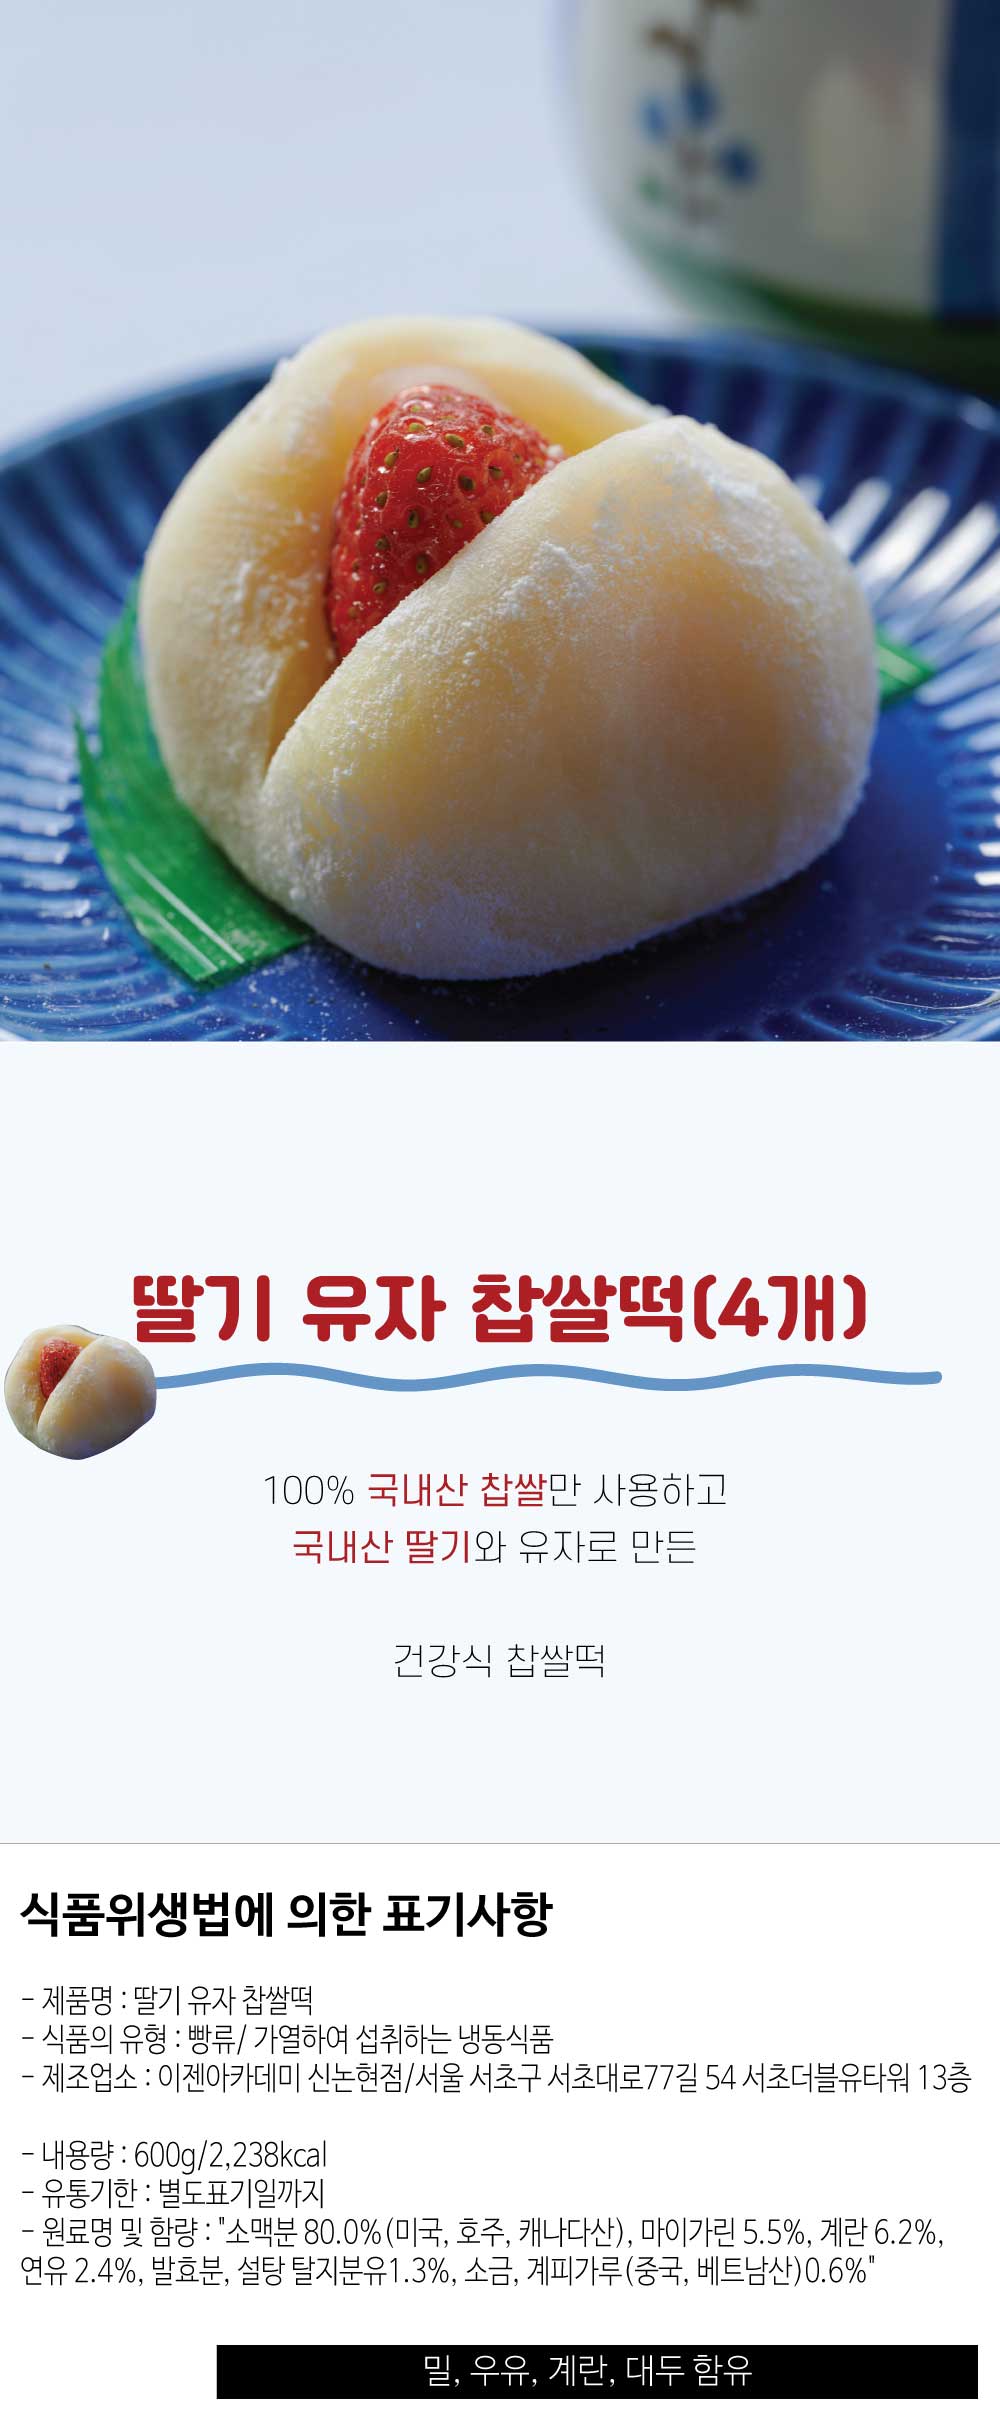 딸기 유자 찹쌀떡(4개)
100% 국내산 찹쌀만 사용하고
국내산 딸기와 유자로 만든
건강식 찹쌀떡
식품위생법에 의한 표기사항
- 제품명 : 딸기 유자 찹쌀떡
- 식품의 유형 : 빵류/ 가열하여 섭취하는 냉동식품
- 제조업소 : 이젠아카데미 신논현점/서울 서초구 서초대로77길 54 서초더블유타워 13층
- 내용량 : 600g/2,238kcal
- 유통기한 : 별도표기일까지
- 원료명 및 함량 : "소맥분 80.0%(미국, 호주, 캐나다산), 마이가린 5.5%, 계란 6.2%,
연유 2.4%, 발효분, 설탕 탈지분유1.3%, 소금, 계피가루(중국, 베트남산)0.6%"
밀, 우유, 계란, 대두 함유